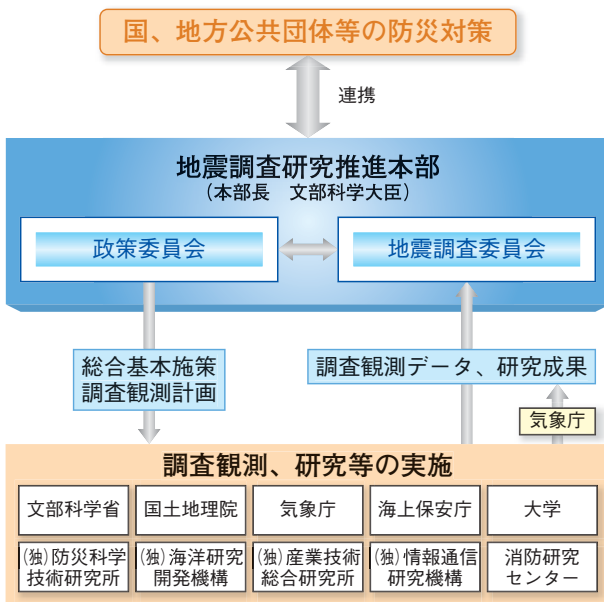 国、地方公共団体等の防災対策
連携
地震調査研究推進本部
（本部長　文部科学大臣）
政策委員会
地震調査委員会
総合基本施策
調査観測計画
調査観測データ、研究成果
気象庁
調査観測、研究等の実施
文部科学省
国土地理院
気象庁
海上保安庁
大学
(独)防災科学
技術研究所
(独)海洋研究
開発機構
(独)産業技術
総合研究所
(独)情報通信
研究機構
消防研究
センター